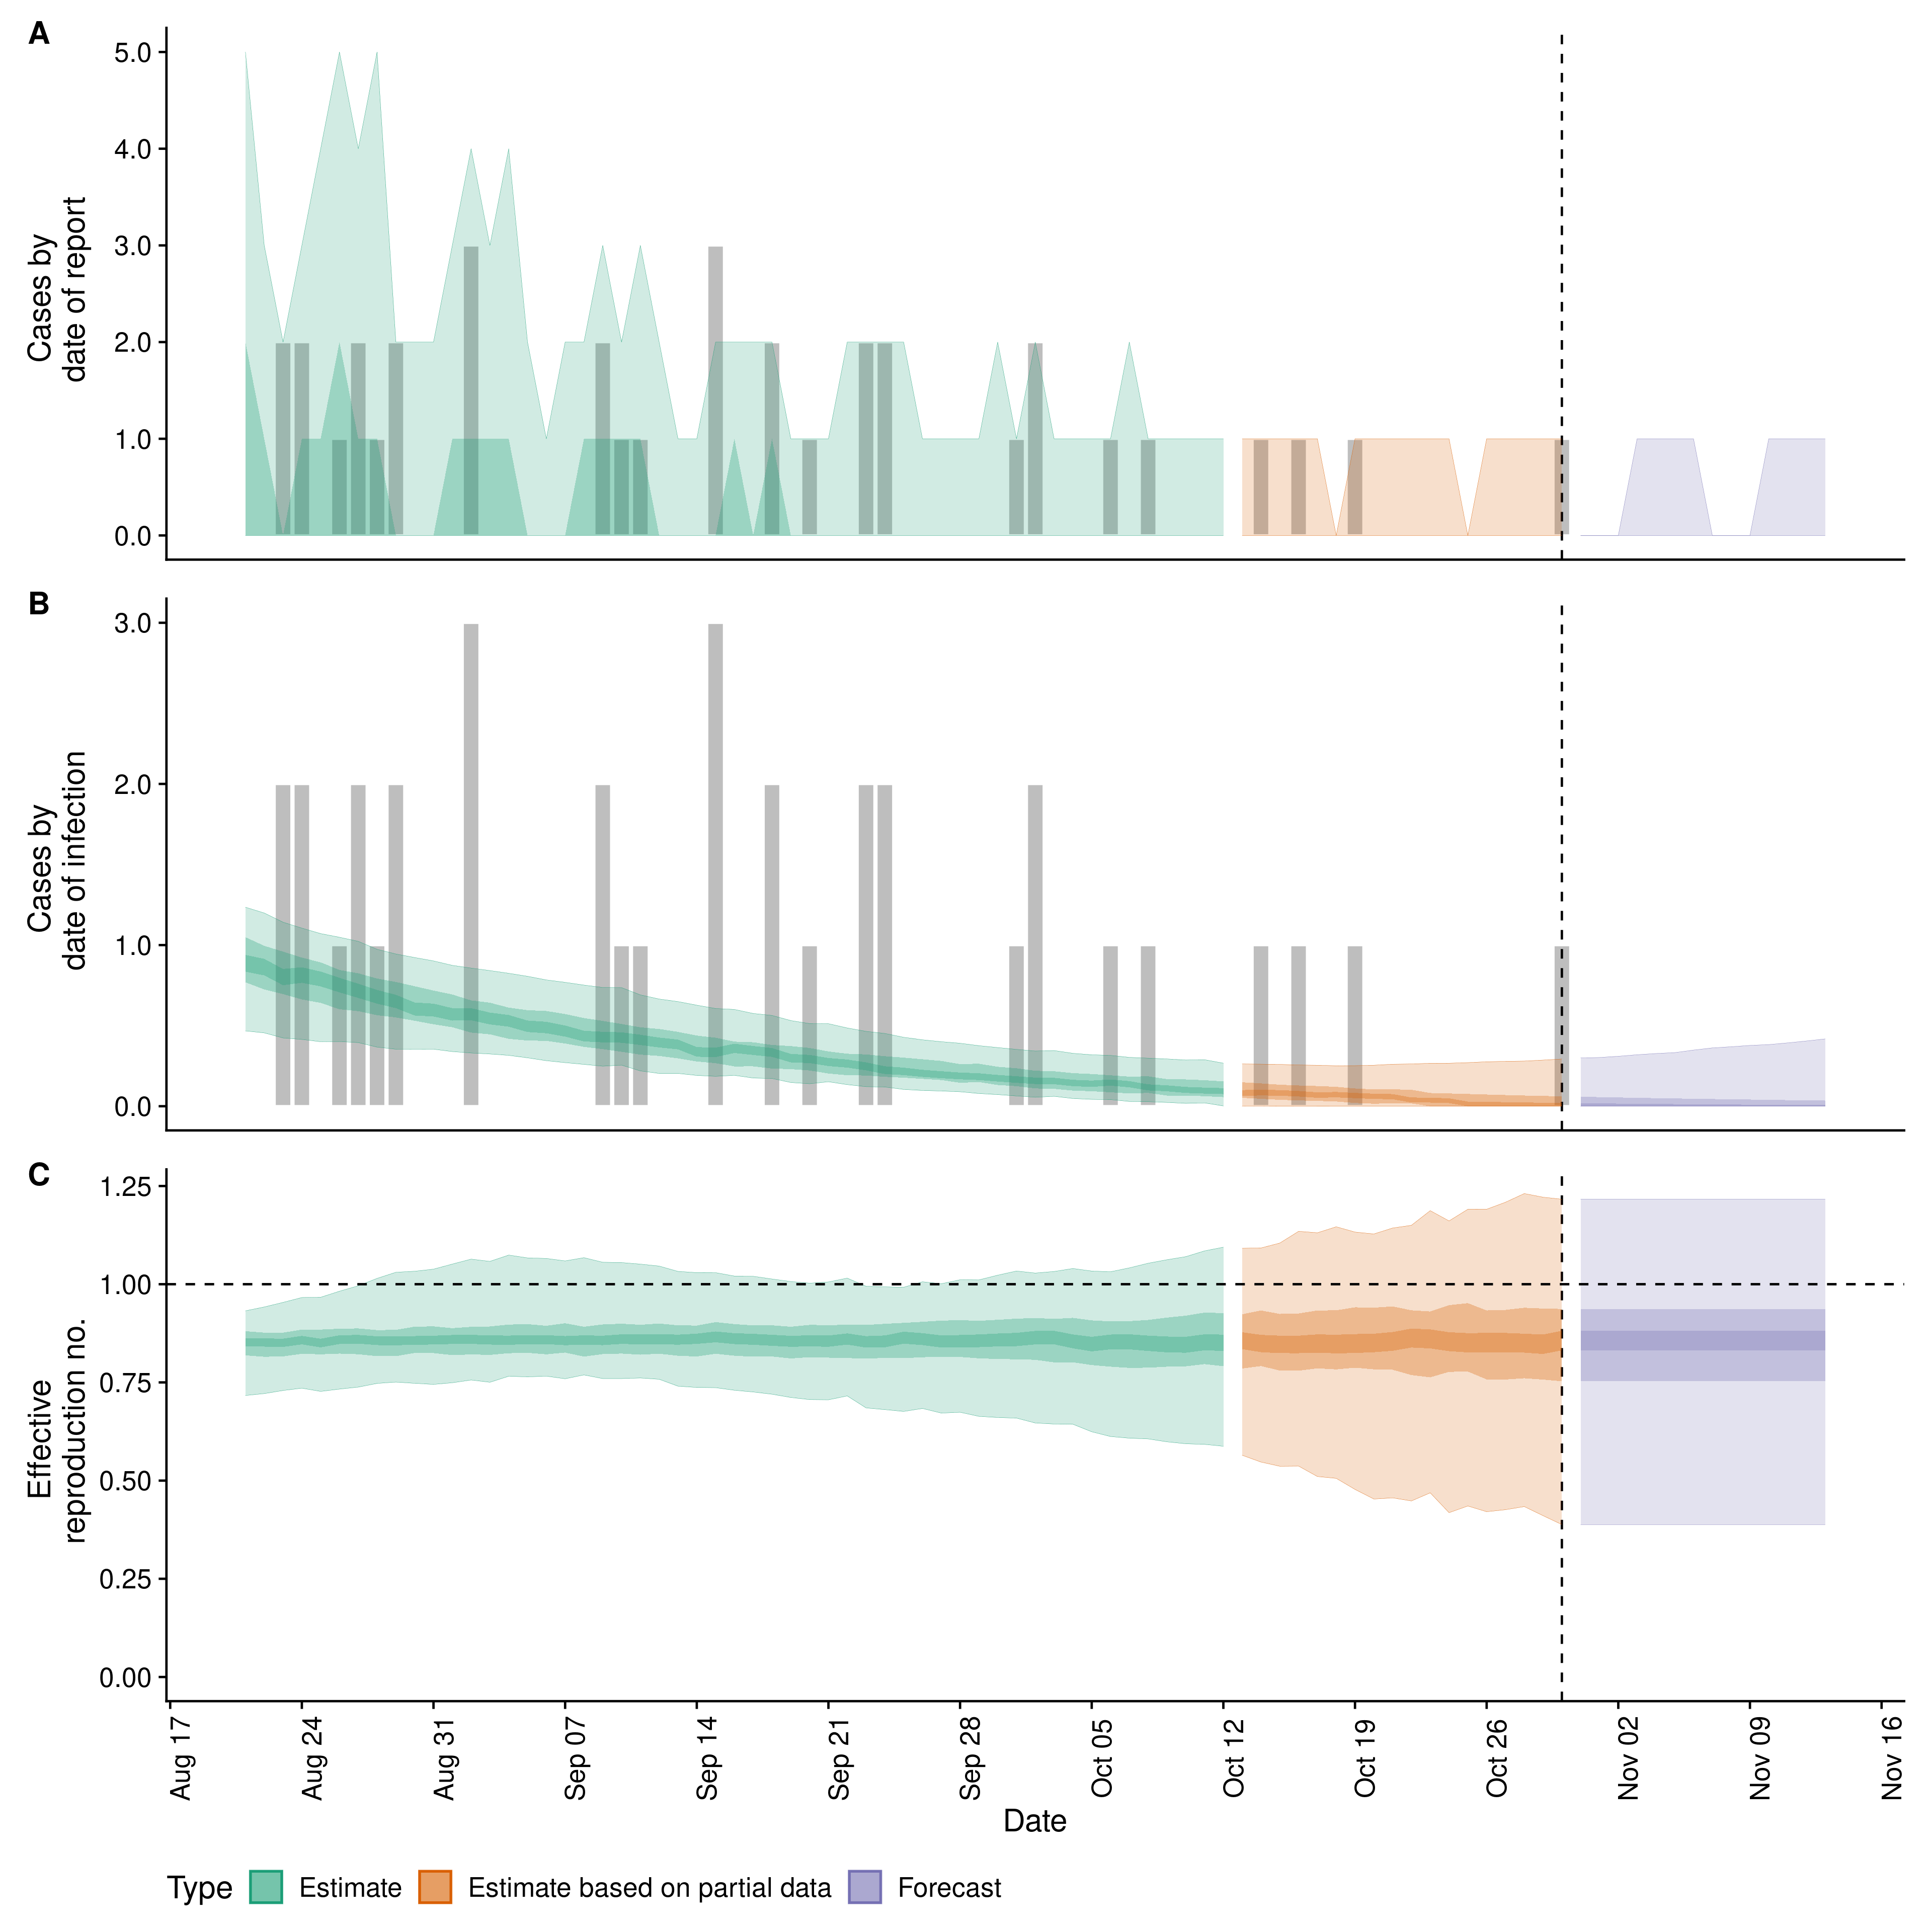 A
Cases by
date of report
5.0
4.0
3.0
2.0
1.0
0.0
B
Cases by
date of infection
3.0
2.0
1.0
0.0
C
Effective
reproduction no.
1.25
1.00
0.75
0.50
0.25
0.00
Aug 17
Aug 24
Aug 31
Sep 07
Sep 14
Sep 21
Sep 28
Oct 05
Oct 12
Oct 19
Oct 26
Nov 02
Nov 09
Nov 16
Date
Type Estimate Estimate based on partial data Forecast